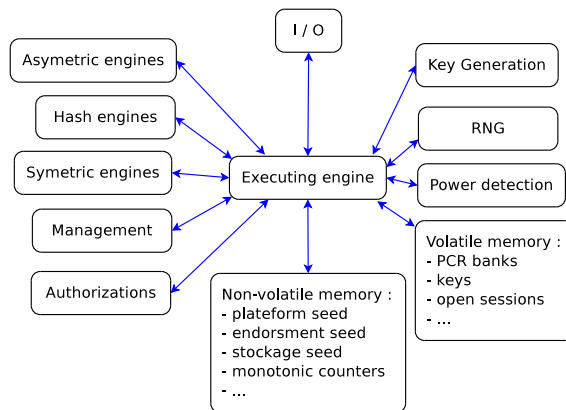 I / O
Asymetric engines
Key Generation
Hash engines
RNG
Symetric engines
Executing engine
Power detection
Management
Volatile memory :
- PCR banks
- keys
- open sessions
- ...
Authorizations
Non-volatile memory :
- plateform seed
- endorsment seed
- stockage seed
- monotonic counters
- ...